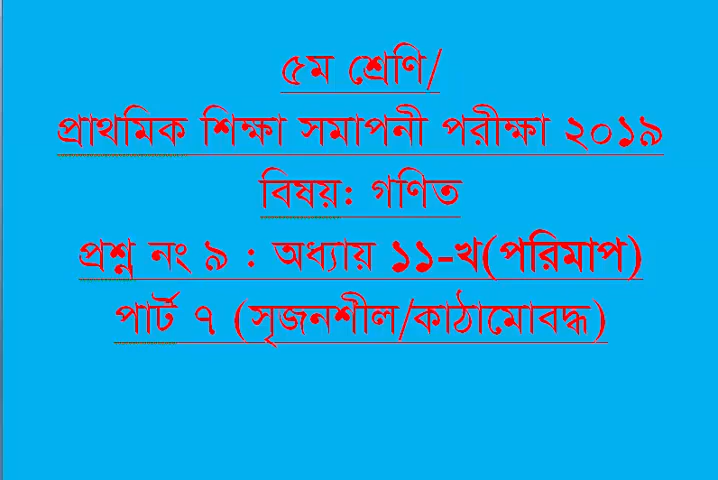 ৫ম শ্রেণি/
প্রাথমিক শিক্ষা সমাপনী পরীক্ষা ২০১৯
বিষয়: গণিত
প্রশ্ন নং ৯ : অধ্যায় ১১-খ(পরিমাপ)
পার্ট ৭ (সৃজনশীল/কাঠামোবদ্ধ)